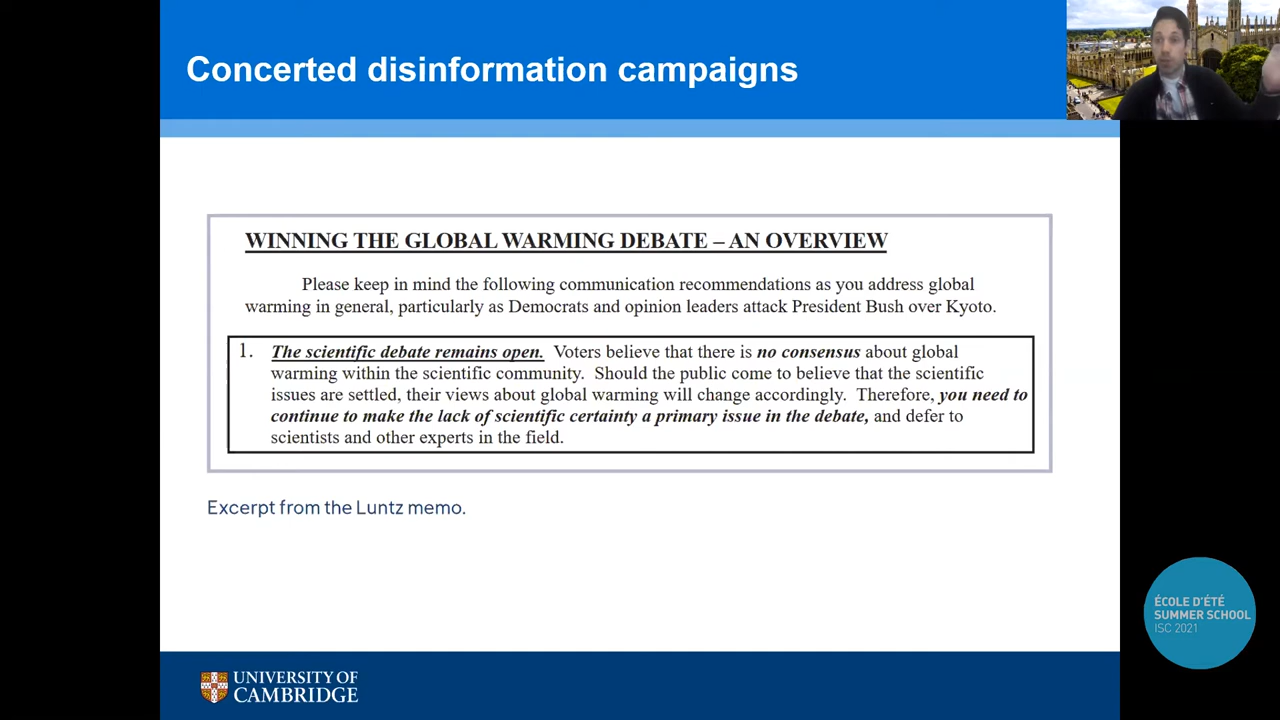 Concerted disinformation campaigns
WINNING THE GLOBAL WARMING DEBATE – AN OVERVIEW
Please keep in mind the following communication recommendations as you address global
warming in general, particularly as Democrats and opinion leaders attack President Bush over Kyoto.
1. The scientific debate remains open. Voters believe that there is no consensus about global
warming within the scientific community. Should the public come to believe that the scientific
issues are settled, their views about global warming will change accordingly. Therefore, you need to
continue to make the lack of scientific certainty a primary issue in the debate, and defer to
scientists and other experts in the field.
Excerpt from the Luntz memo.
ÉCOLE D'ÉTÉ
SUMMER SCHOOL
ISC 2021
UNIVERSITY OF
CAMBRIDGE